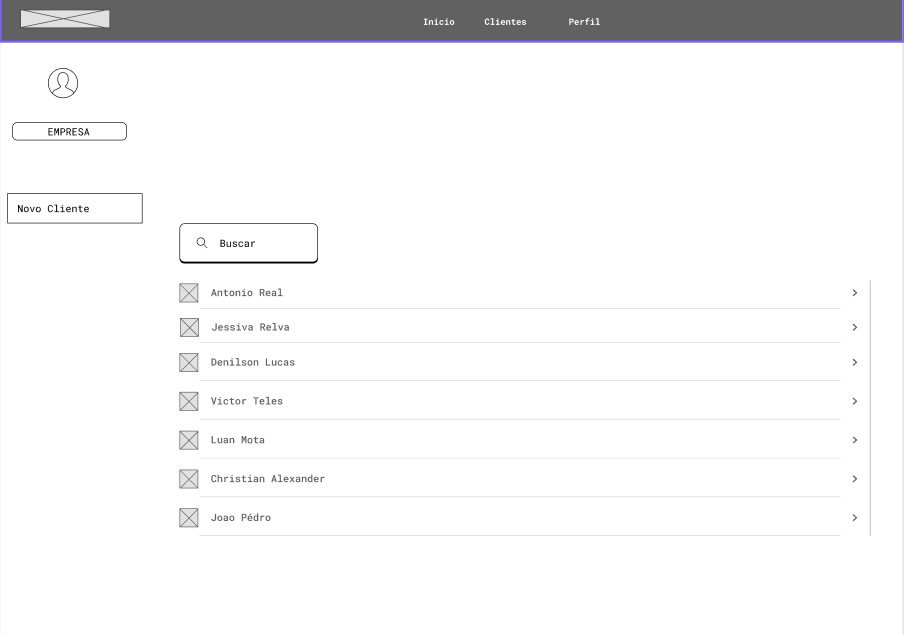 Inicio Clientes Perfil
EMPRESA
Novo Cliente
Buscar
Antonio Real
Jessiva Relva
Denilson Lucas
Victor Teles
Luan Mota
Christian Alexander
Joao Pédro